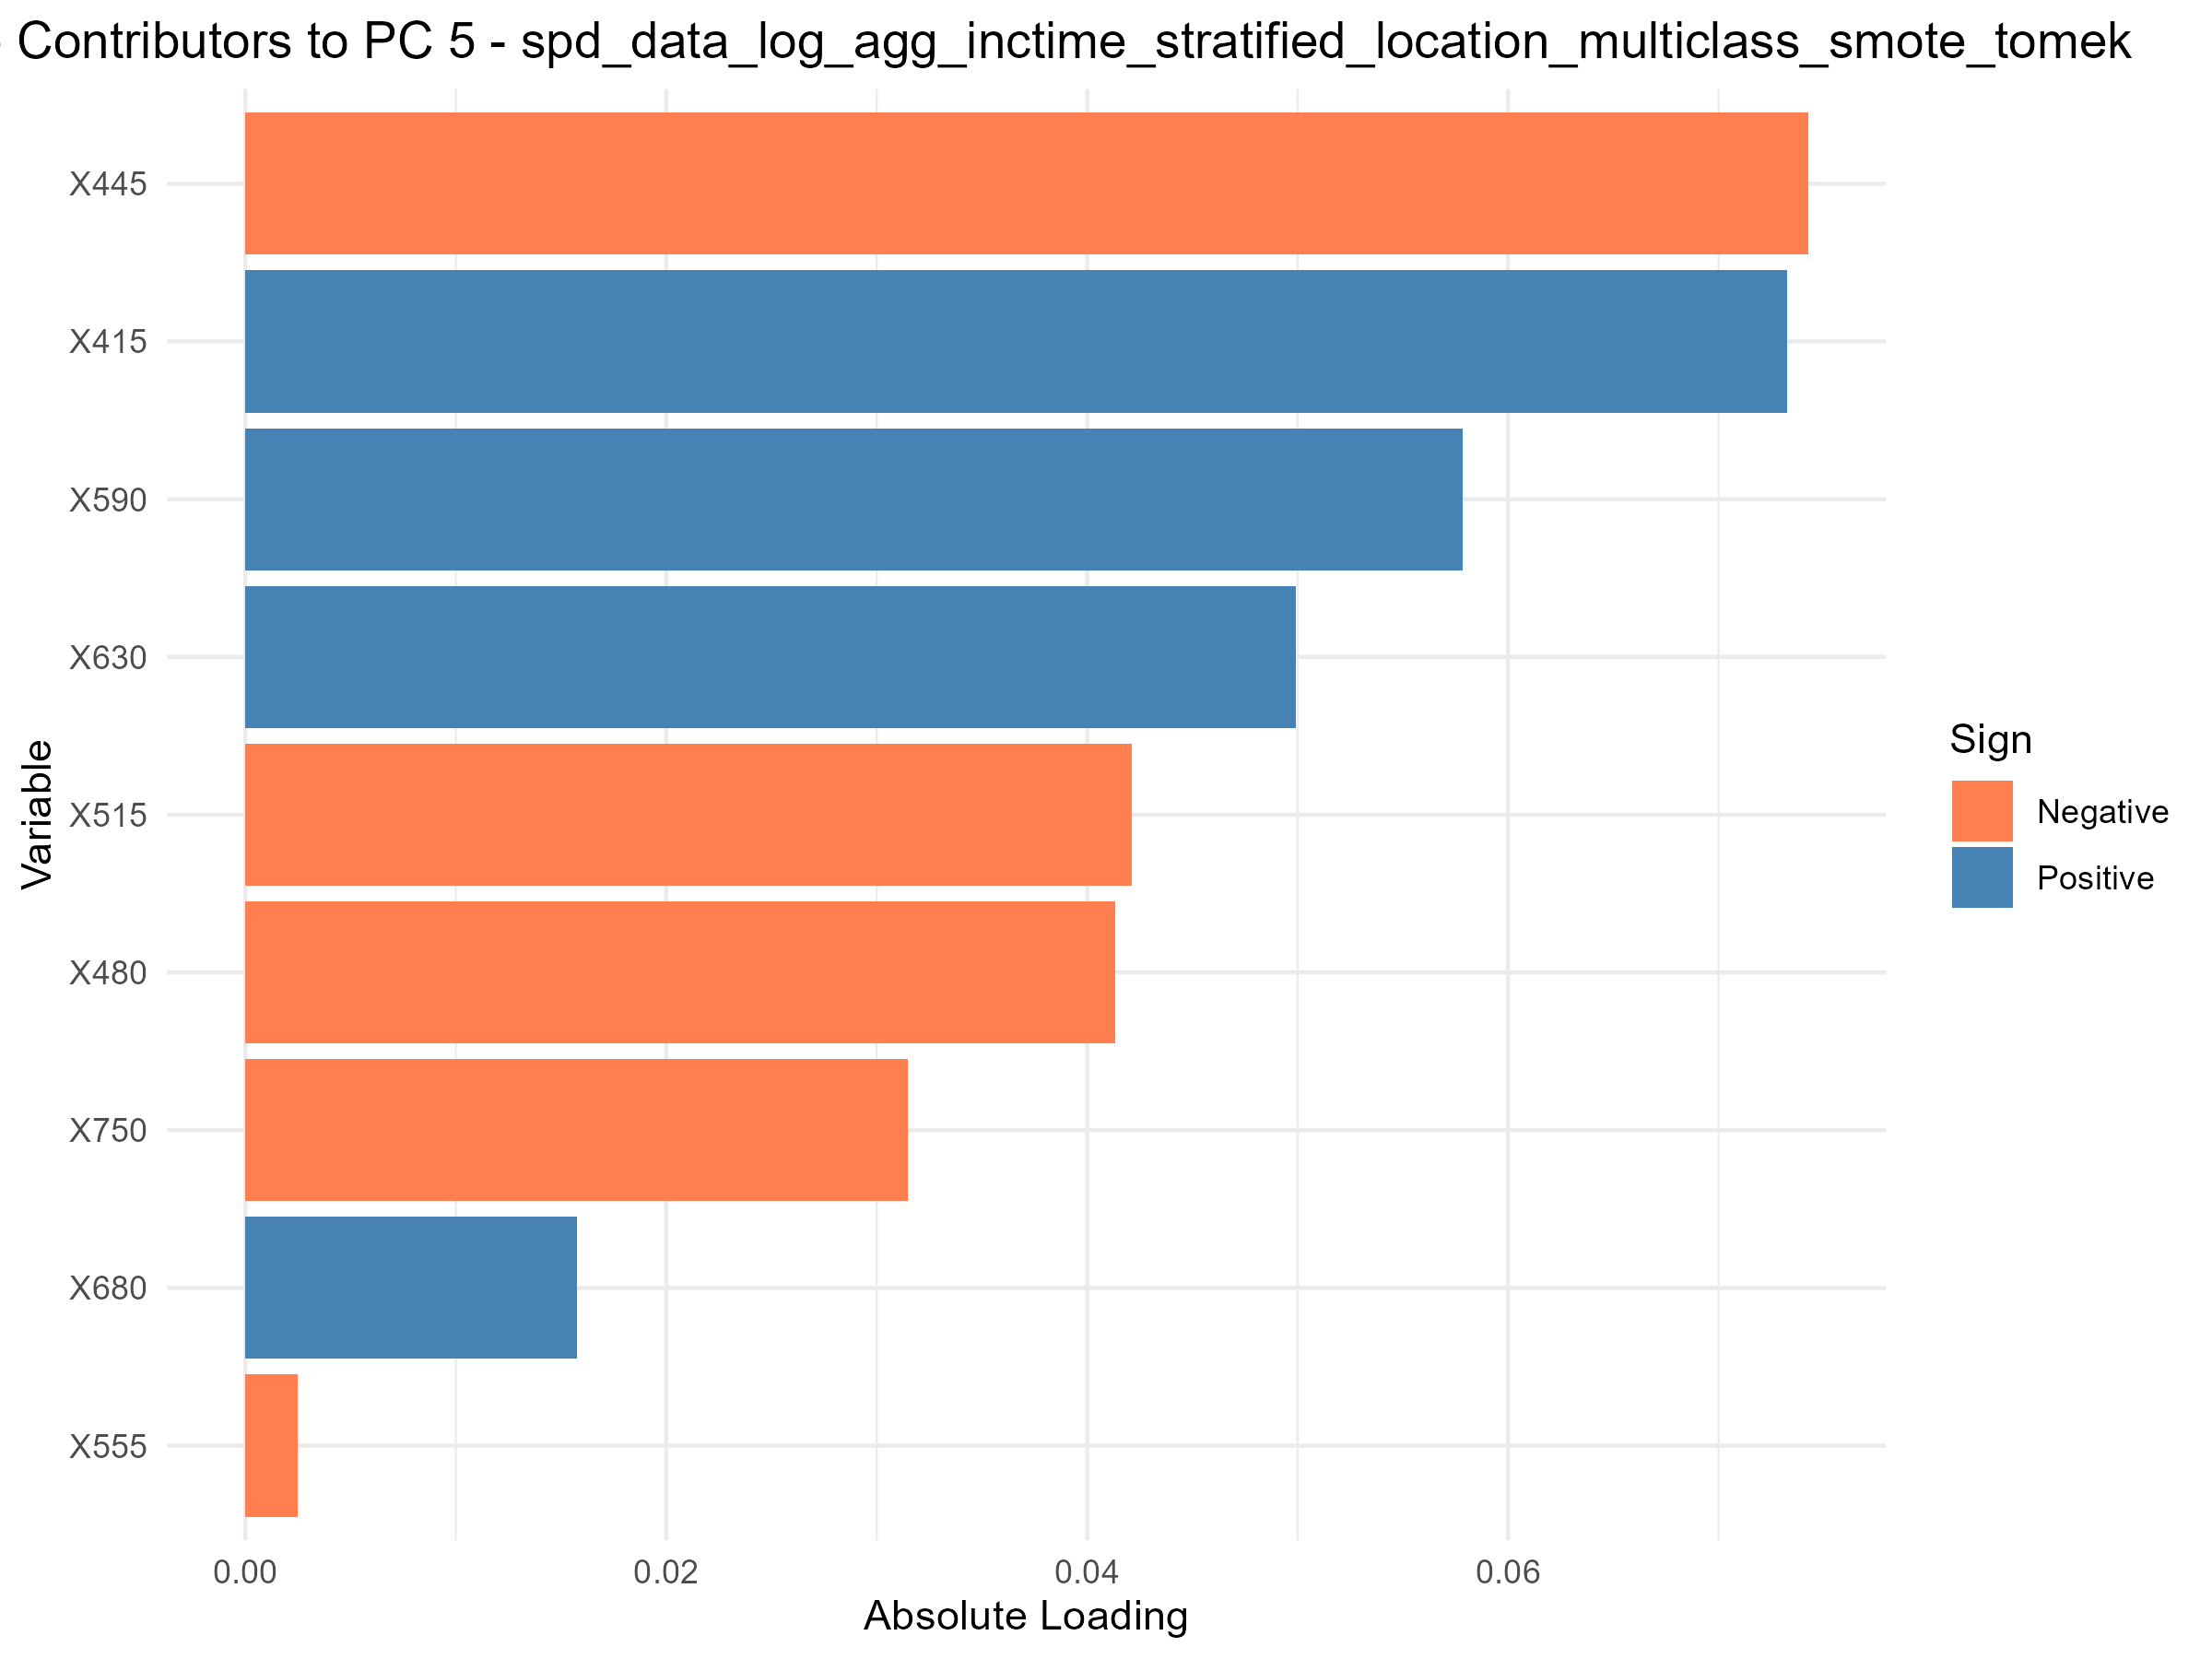 Contributors to PC 5 - spd_data_log_agg_inctime_stratified_location_multiclass_smote_tomek
X445
X415
X590
X630
X515
X480
X750
X680
X555
Variable
0.00 0.02 0.04 0.06
Absolute Loading
Sign
Negative
Positive